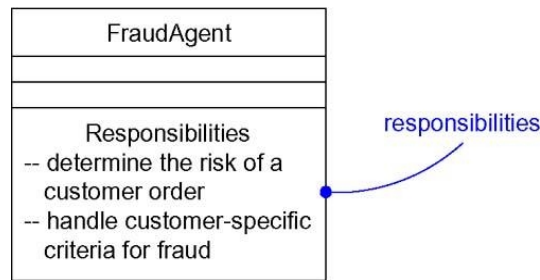 FraudAgent
Responsibilities
-- determine the risk of a
customer order
-- handle customer-specific
criteria for fraud
responsibilities